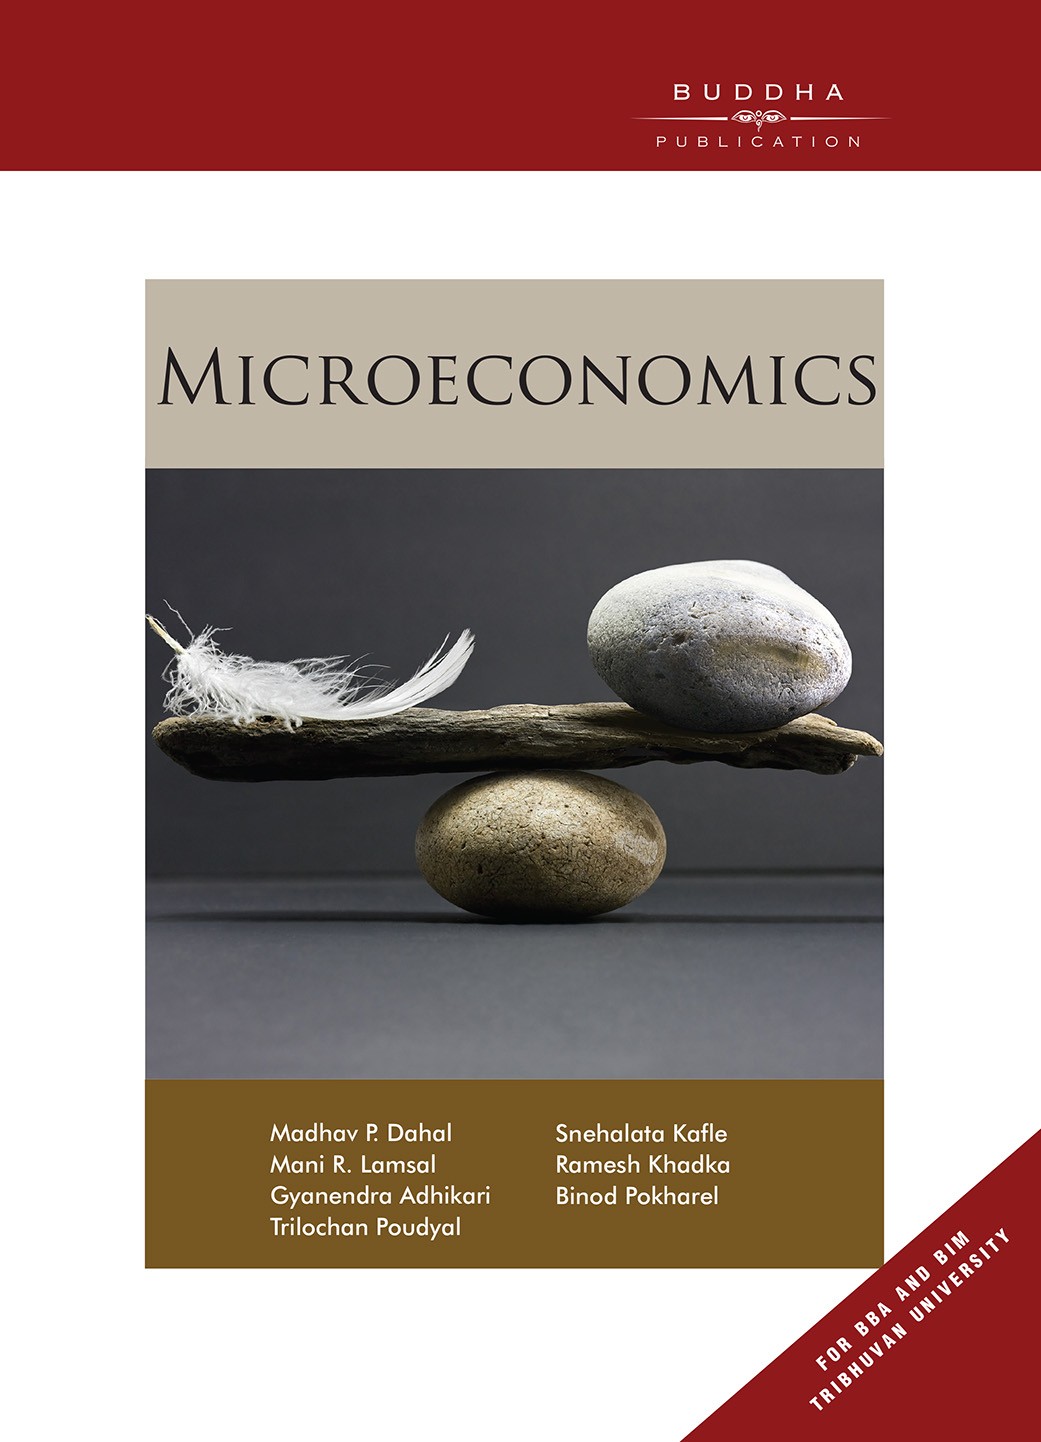 BUDDHA
PUBLICATION
MICROECONOMICS
Madhav P. Dahal
Mani R. Lamsal
Gyanendra Adhikari
Trilochan Poudyal
Snehalata Kafle
Ramesh Khadka
Binod Pokharel
FOR BBA AND BIM
TRIBHUVAN UNIVERSITY